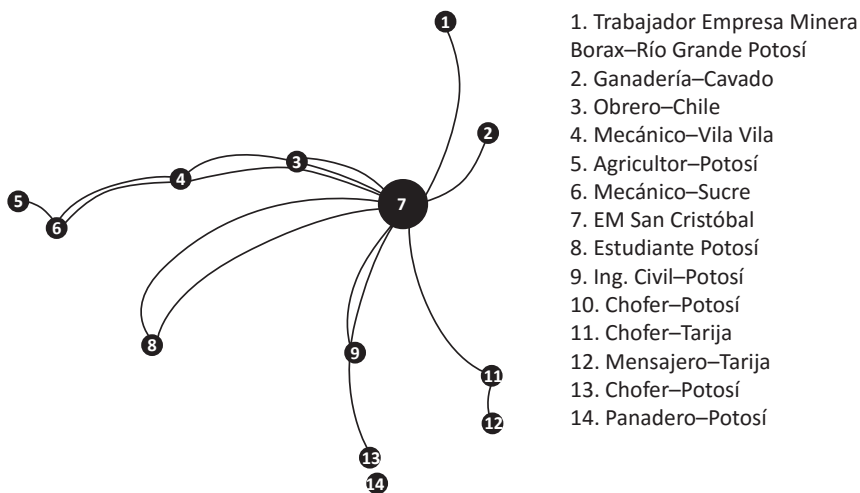 1
2
3
4
5
6
7
8
9
11
12
13
14
1. Trabajador Empresa Minera
Borax–Río Grande Potosí
2. Ganadería–Cavado
3. Obrero–Chile
4. Mecánico–Vila Vila
5. Agricultor–Potosí
6. Mecánico–Sucre
7. EM San Cristóbal
8. Estudiante Potosí
9. Ing. Civil–Potosí
10. Chofer–Potosí
11. Chofer–Tarija
12. Mensajero–Tarija
13. Chofer–Potosí
14. Panadero–Potosí